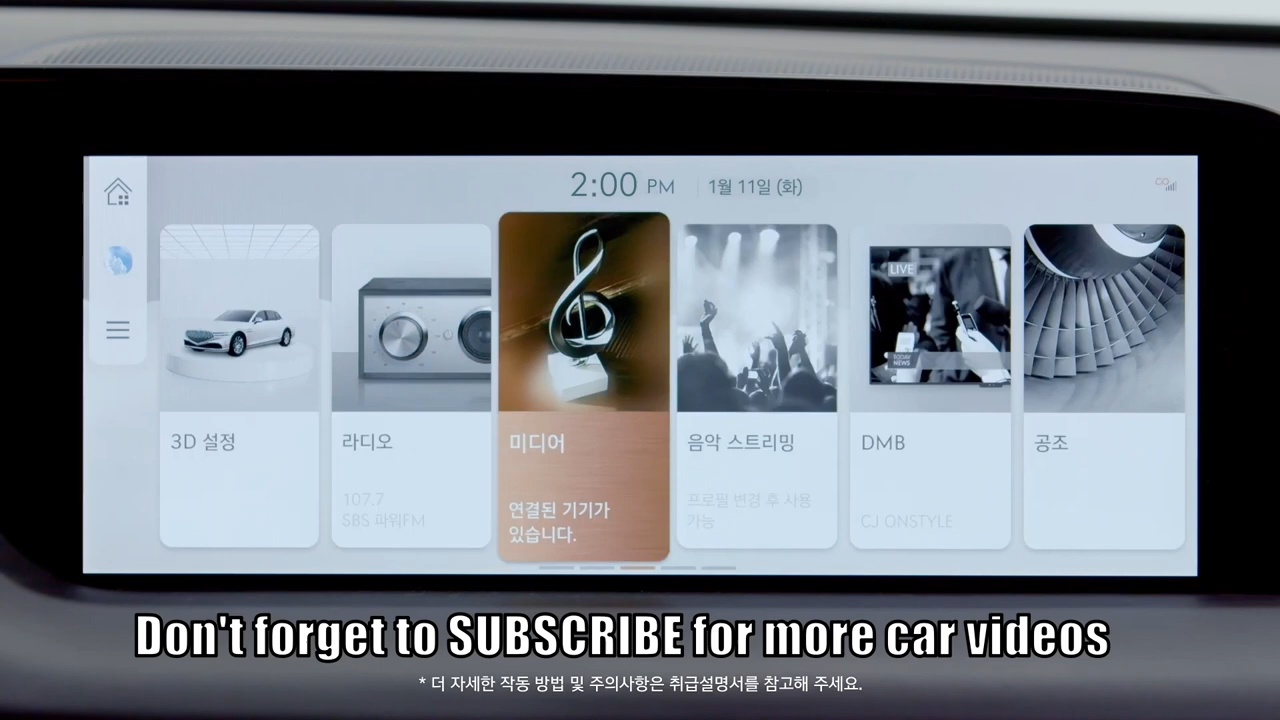 2:00 PM 1월 11일 (화)
LIVE
TODAY
NEWS
3D 설정
라디오
미디어
음악 스트리밍
DMB
공조
107.7
SBS 파워FM
연결된 기기가
있습니다.
프로필 변경 후 사용
가능
CJ ONSTYLE
Don't forget to SUBSCRIBE for more car videos
* 더 자세한 작동 방법 및 주의사항은 취급설명서를 참고해 주세요.